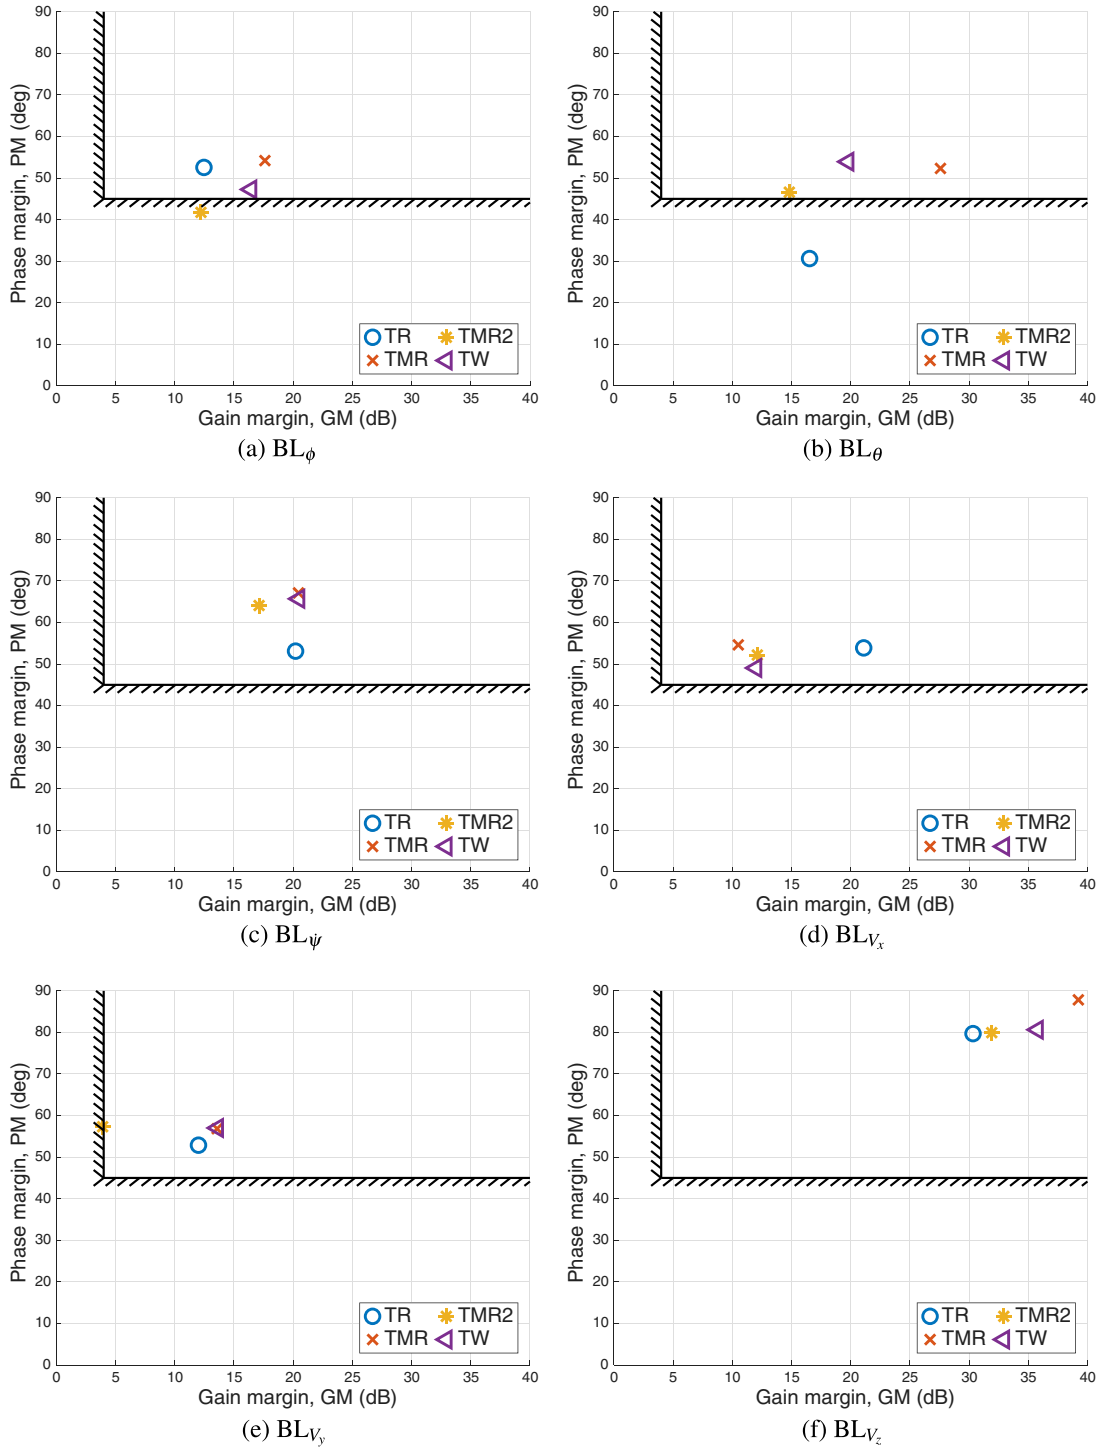 90
80
70
60
50
40
30
20
10
0
Phase margin, PM (deg)
TR TMR2
TMR TW
0 5 10 15 20 25 30 35 40
Gain margin, GM (dB)
(a) BL_ϕ
90
80
70
60
50
40
30
20
10
0
Phase margin, PM (deg)
TR TMR2
TMR TW
0 5 10 15 20 25 30 35 40
Gain margin, GM (dB)
(b) BL_θ
90
80
70
60
50
40
30
20
10
0
Phase margin, PM (deg)
TR TMR2
TMR TW
0 5 10 15 20 25 30 35 40
Gain margin, GM (dB)
(c) BL_ψ̇
90
80
70
60
50
40
30
20
10
0
Phase margin, PM (deg)
TR TMR2
TMR TW
0 5 10 15 20 25 30 35 40
Gain margin, GM (dB)
(d) BL_{V_x}
90
80
70
60
50
40
30
20
10
0
Phase margin, PM (deg)
TR TMR2
TMR TW
0 5 10 15 20 25 30 35 40
Gain margin, GM (dB)
(e) BL_{V_y}
90
80
70
60
50
40
30
20
10
0
Phase margin, PM (deg)
TR TMR2
TMR TW
0 5 10 15 20 25 30 35 40
Gain margin, GM (dB)
(f) BL_{V_z}